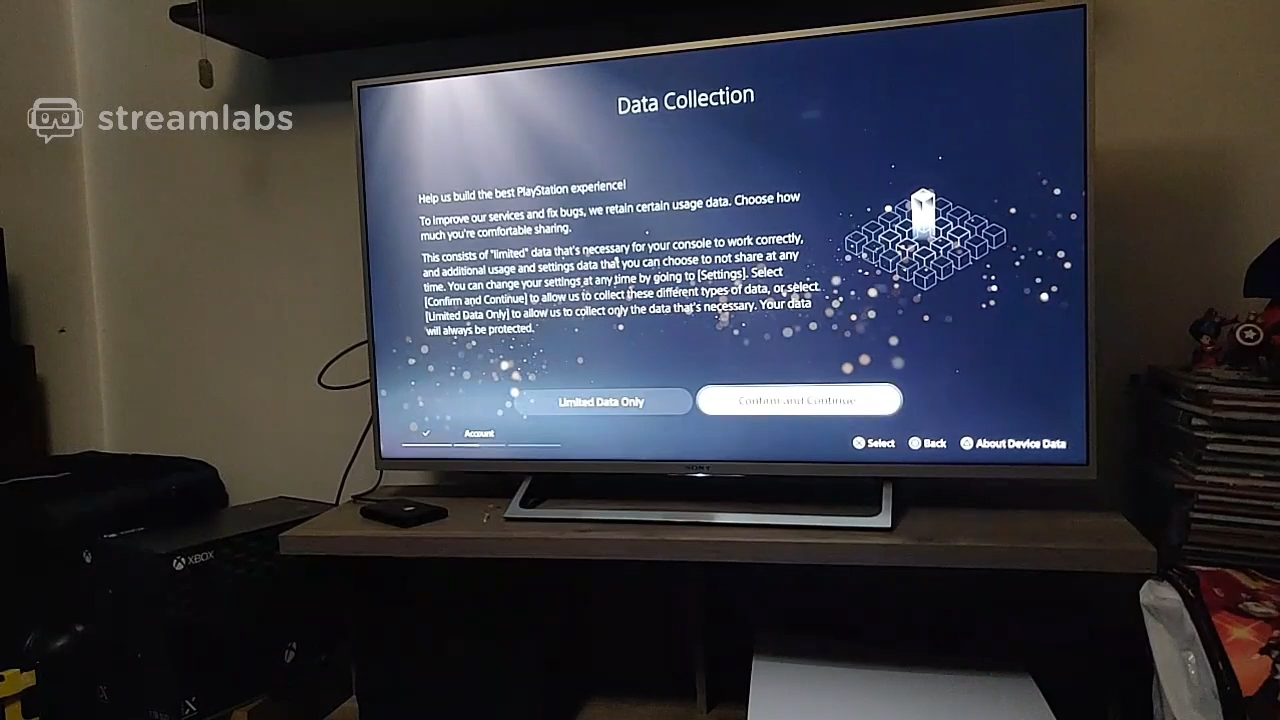 streamlabs
Data Collection
Help us build the best PlayStation experience!
To improve our services and fix bugs, we retain certain usage data. Choose how
much you're comfortable sharing.
This consists of "limited" data that's necessary for your console to work correctly,
and additional usage and settings data that you can choose to not share at any
time. You can change your settings at any time by going to [Settings]. Select
[Confirm and Continue] to allow us to collect these different types of data, or select
[Limited Data Only] to allow us to collect only the data that's necessary. Your data
will always be protected.
Limited Data Only
Confirm and Continue
Account
Select
Back
About Device Data
SONY
XBOX